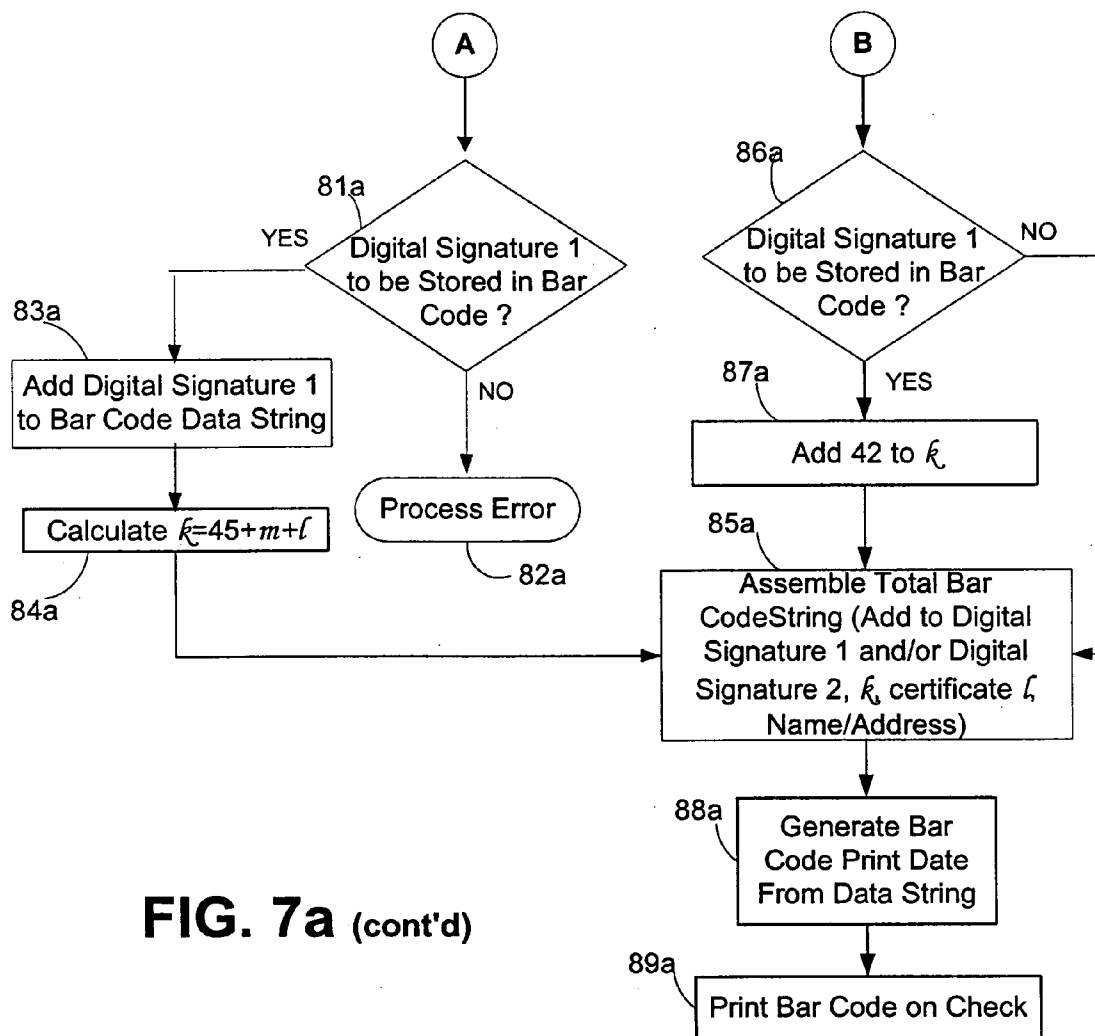 A
B
81a
86a
YES
Digital Signature 1
to be Stored in Bar
Code ?
Digital Signature 1
to be Stored in Bar
Code ?
NO
83a
Add Digital Signature 1
to Bar Code Data String
NO
87a
YES
Add 42 to k
Process Error
82a
Calculate k=45+m+l
84a
85a
Assemble Total Bar
CodeString (Add to Digital
Signature 1 and/or Digital
Signature 2, k, certificate l,
Name/Address)
88a
Generate Bar
Code Print Date
From Data String
FIG. 7a (cont'd)
89a
Print Bar Code on Check